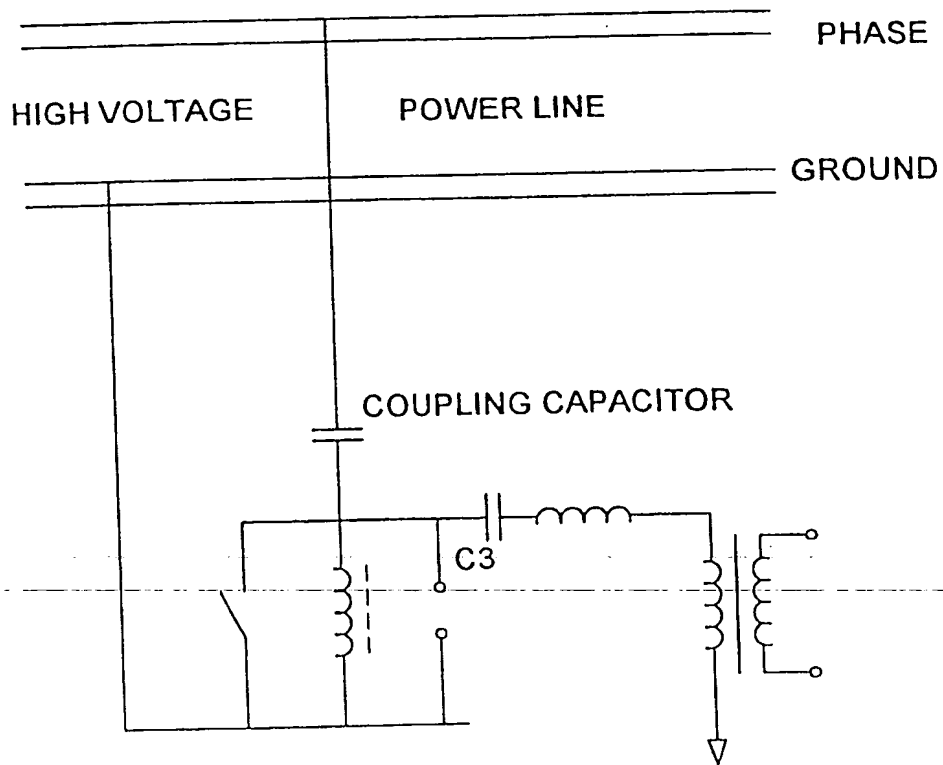 PHASE
HIGH VOLTAGE POWER LINE
GROUND
COUPLING CAPACITOR
C3